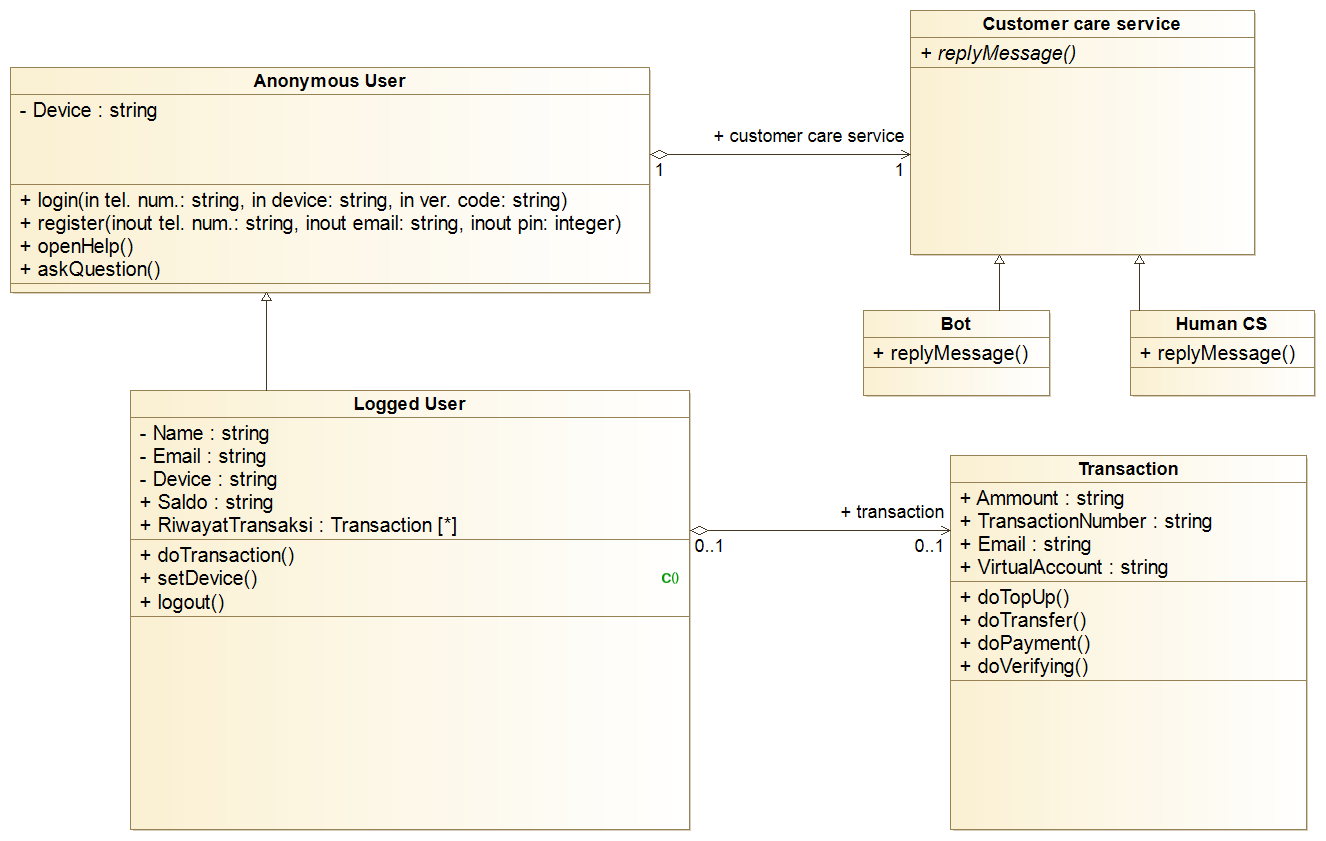 Customer care service
+ replyMessage()
Anonymous User
- Device : string
+ login(in tel. num.: string, in device: string, in ver. code: string)
+ register(inout tel. num.: string, inout email: string, inout pin: integer)
+ openHelp()
+ askQuestion()
+ customer care service
1
1
Bot
+ replyMessage()
Human CS
+ replyMessage()
Logged User
- Name : string
- Email : string
- Device : string
+ Saldo : string
+ RiwayatTransaksi : Transaction [*]
+ doTransaction()
+ setDevice()
C()
+ logout()
+ transaction
0..1
0..1
Transaction
+ Ammount : string
+ TransactionNumber : string
+ Email : string
+ VirtualAccount : string
+ doTopUp()
+ doTransfer()
+ doPayment()
+ doVerifying()